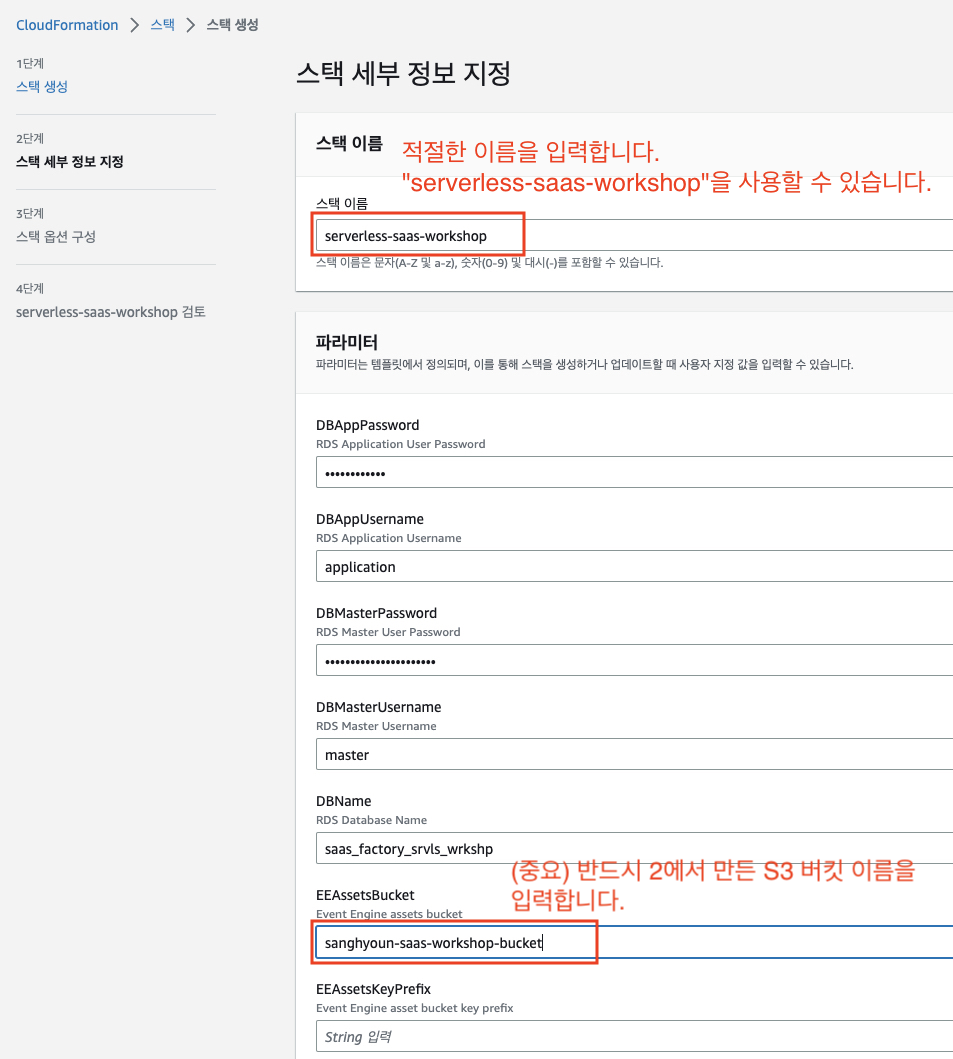 CloudFormation > 스택 > 스택 생성
1단계
스택 생성
2단계
스택 세부 정보 지정
3단계
스택 옵션 구성
4단계
serverless-saas-workshop 검토
스택 세부 정보 지정
스택 이름
적절한 이름을 입력합니다.
"serverless-saas-workshop"을 사용할 수 있습니다.
스택 이름
serverless-saas-workshop
스택 이름은 문자(A-Z 및 a-z), 숫자(0-9) 및 대시(-)를 포함할 수 있습니다.
파라미터
파라미터는 템플릿에서 정의되며, 이를 통해 스택을 생성하거나 업데이트할 때 사용자 지정 값을 입력할 수 있습니다.
DBAppPassword
RDS Application User Password
••••••••••••
DBAppUsername
RDS Application Username
application
DBMasterPassword
RDS Master User Password
••••••••••••••••••••••
DBMasterUsername
RDS Master Username
master
DBName
RDS Database Name
saas_factory_srvls_wrkshp
(중요) 반드시 2에서 만든 S3 버킷 이름을
입력합니다.
EEAssetsBucket
Event Engine assets bucket
sanghyoun-saas-workshop-bucket
EEAssetsKeyPrefix
Event Engine asset bucket key prefix
String 입력